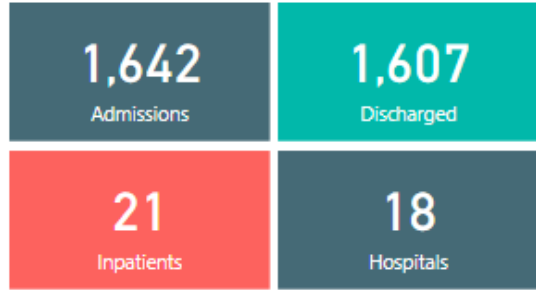 1,642
Admissions
1,607
Discharged
21
Inpatients
18
Hospitals